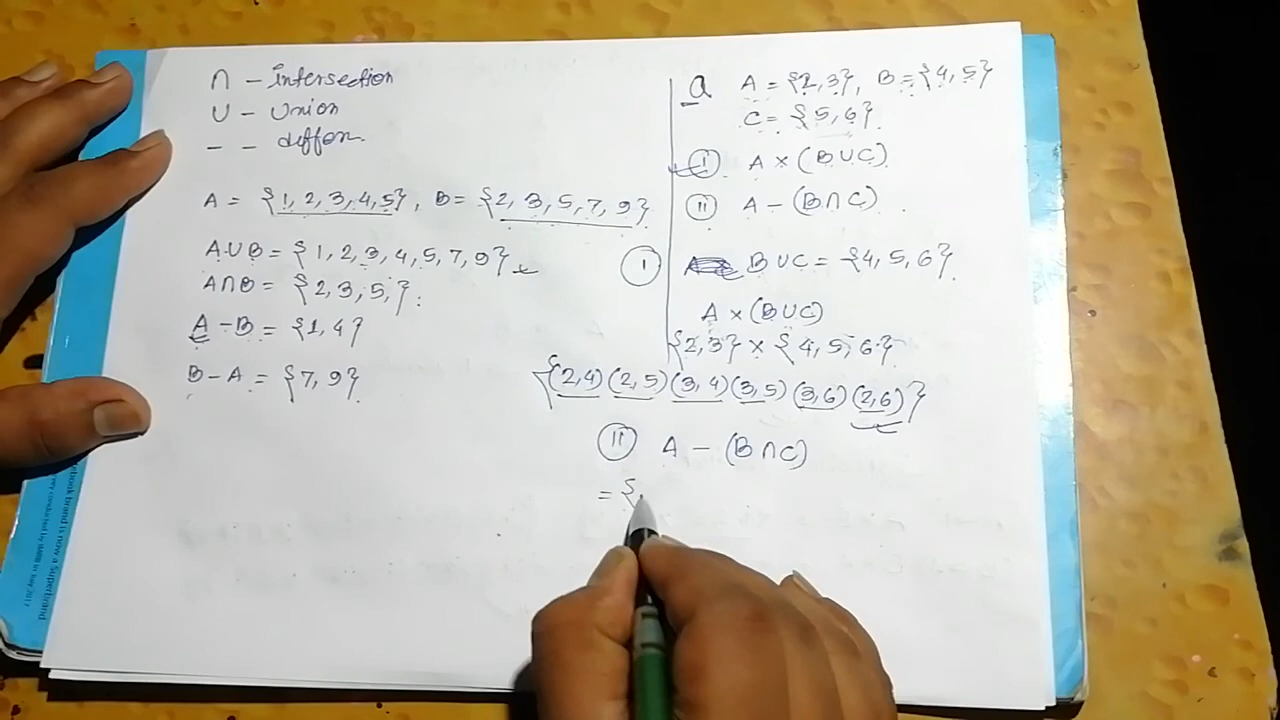 ∩ - intersection
∪ - Union
- - differn.
A = {1, 2, 3, 4, 5}, B = {2, 3, 5, 7, 9}
A∪B = {1, 2, 3, 4, 5, 7, 9}
A∩B = {2, 3, 5,}
A - B = {1, 4}
B - A = {7, 9}
Q A = {2, 3}, B = {4, 5}
C = {5, 6}
(i) A × (B∪C)
(ii) A - (B∩C)
(i) B∪C = {4, 5, 6}
A × (B∪C)
{2, 3} × {4, 5, 6}
{(2,4) (2,5) (3,4) (3,5) (3,6) (2,6)}
(ii) A - (B∩C)
= {